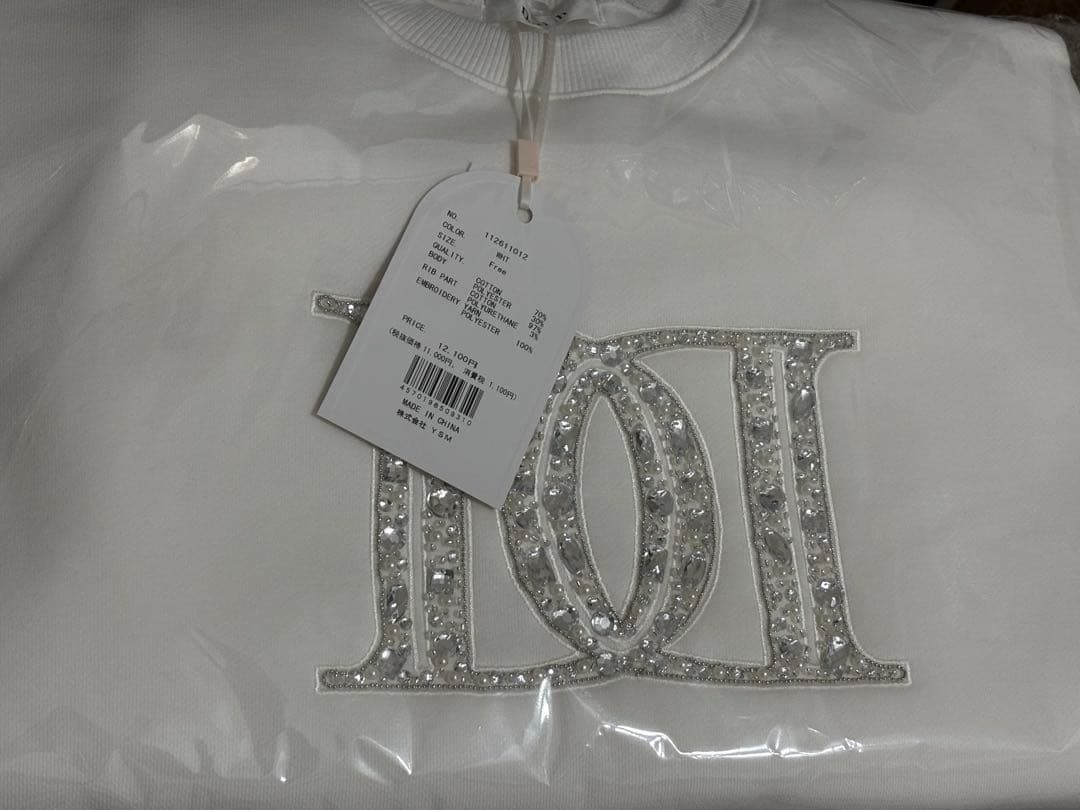 NO. 112611012
COLOR. WHT
SIZE. Free
QUALITY.
BODY COTTON 70%
POLYESTER 30%
RIB PART COTTON 97%
POLYURETHANE 3%
EMBROIDERY YARN
POLYESTER 100%
PRICE. 12,100円
(税抜価格 11,000円, 消費税 1,100円)
4570198509310
MADE IN CHINA
株式会社 YSM